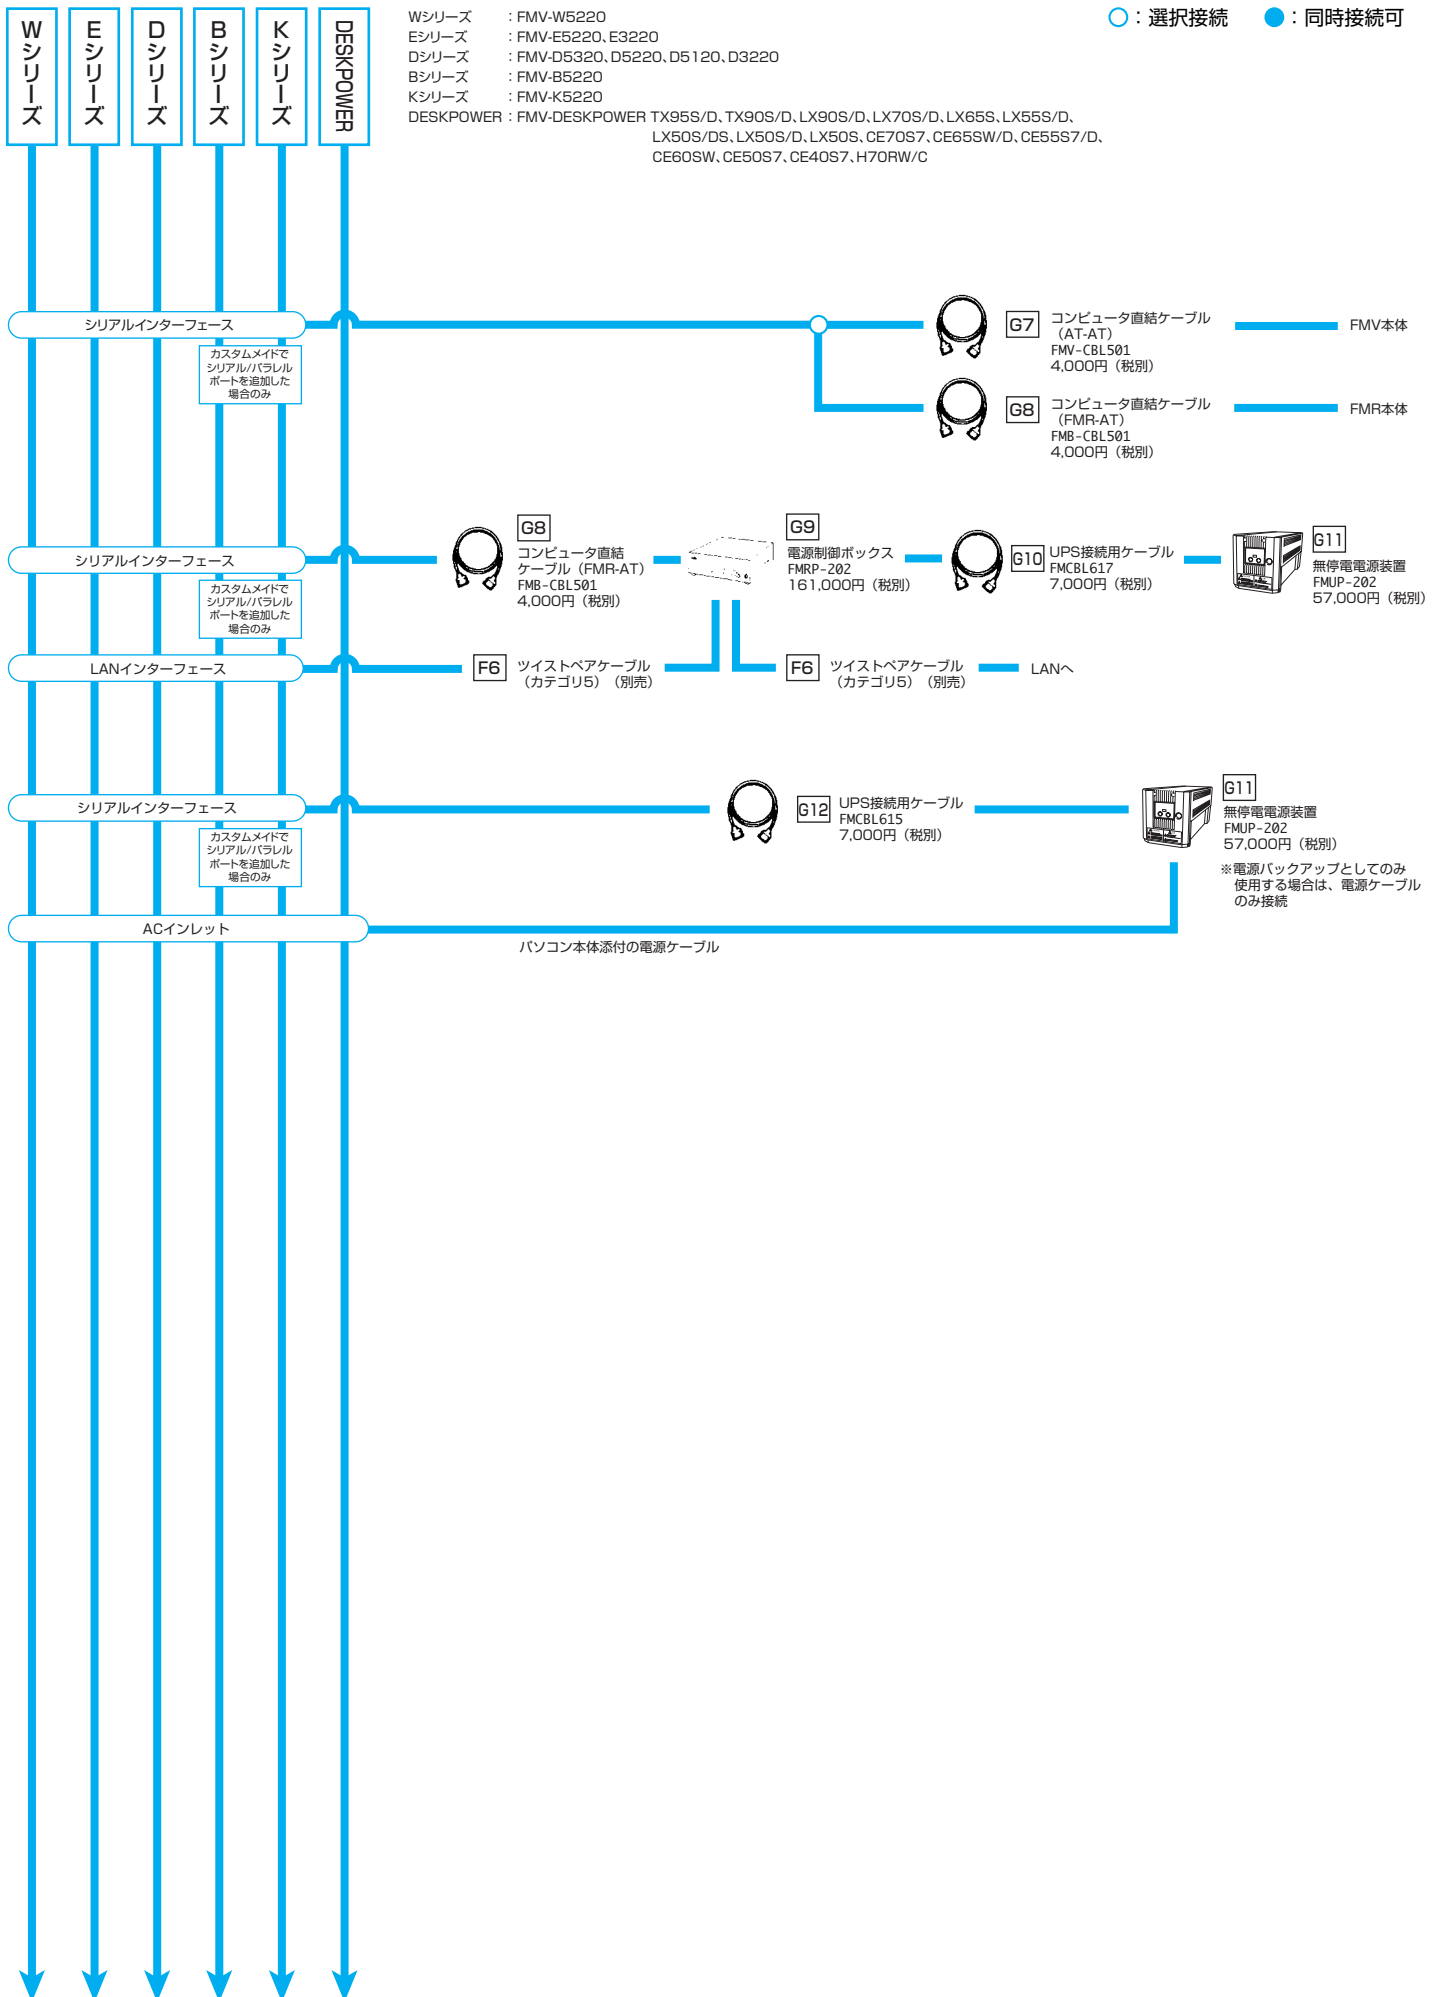 Wシリーズ
Eシリーズ
Dシリーズ
Bシリーズ
Kシリーズ
DESKPOWER
Wシリーズ ：FMV-W5220
Eシリーズ ：FMV-E5220、E3220
Dシリーズ ：FMV-D5320、D5220、D5120、D3220
Bシリーズ ：FMV-B5220
Kシリーズ ：FMV-K5220
DESKPOWER：FMV-DESKPOWER TX95S/D、TX90S/D、LX90S/D、LX70S/D、LX65S、LX55S/D、
LX50S/DS、LX50S/D、LX50S、CE70S7、CE65SW/D、CE55S7/D、
CE60SW、CE50S7、CE40S7、H70RW/C
○：選択接続 ●：同時接続可
シリアルインターフェース
カスタムメイドで
シリアル/パラレル
ポートを追加した
場合のみ
G7
コンピュータ直結ケーブル
（AT-AT）
FMV-CBL501
4,000円（税別）
FMV本体
G8
コンピュータ直結ケーブル
（FMR-AT）
FMB-CBL501
4,000円（税別）
FMR本体
シリアルインターフェース
カスタムメイドで
シリアル/パラレル
ポートを追加した
場合のみ
G8
コンピュータ直結
ケーブル（FMR-AT）
FMB-CBL501
4,000円（税別）
G9
電源制御ボックス
FMRP-202
161,000円（税別）
G10
UPS接続用ケーブル
FMCBL617
7,000円（税別）
G11
無停電電源装置
FMUP-202
57,000円（税別）
LANインターフェース
F6
ツイストペアケーブル
（カテゴリ5）（別売）
F6
ツイストペアケーブル
（カテゴリ5）（別売）
LANへ
シリアルインターフェース
カスタムメイドで
シリアル/パラレル
ポートを追加した
場合のみ
G12
UPS接続用ケーブル
FMCBL615
7,000円（税別）
G11
無停電電源装置
FMUP-202
57,000円（税別）
※電源バックアップとしてのみ
使用する場合は、電源ケーブル
のみ接続
ACインレット
パソコン本体添付の電源ケーブル